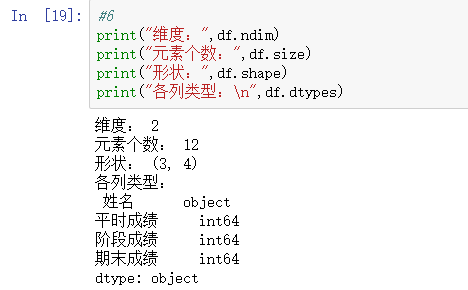 In [19]: #6
print("维度：",df.ndim)
print("元素个数：",df.size)
print("形状：",df.shape)
print("各列类型：\n",df.dtypes)
维度： 2
元素个数： 12
形状： (3, 4)
各列类型：
姓名 object
平时成绩 int64
阶段成绩 int64
期末成绩 int64
dtype: object